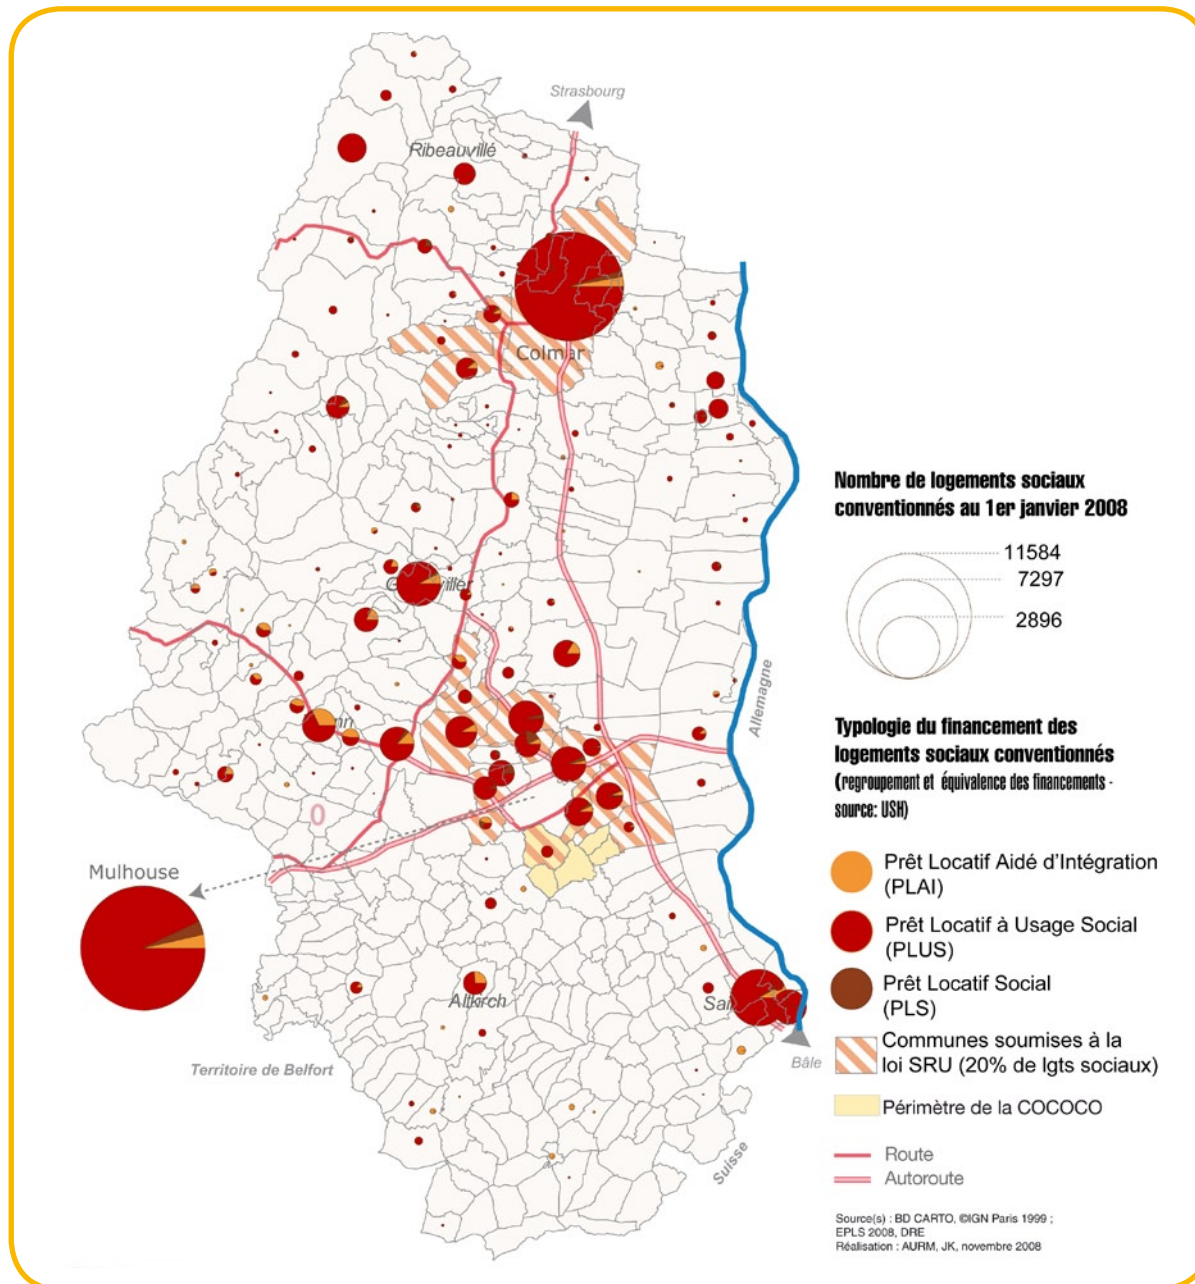 Strasbourg
Ribeauvillé
Colmar
Allemagne
Mulhouse
Altkirch
Territoire de Belfort
Bâle
Suisse
0
Nombre de logements sociaux
conventionnés au 1er janvier 2008
11584
7297
2896
Typologie du financement des
logements sociaux conventionnés
(regroupement et équivalence des financements -
source: USH)
Prêt Locatif Aidé d'Intégration
(PLAI)
Prêt Locatif à Usage Social
(PLUS)
Prêt Locatif Social
(PLS)
Communes soumises à la
loi SRU (20% de lgts sociaux)
Périmètre de la COCOCO
Route
Autoroute
Source(s) : BD CARTO, ©IGN Paris 1999 ;
EPLS 2008, DRE
Réalisation : AURM, JK, novembre 2008